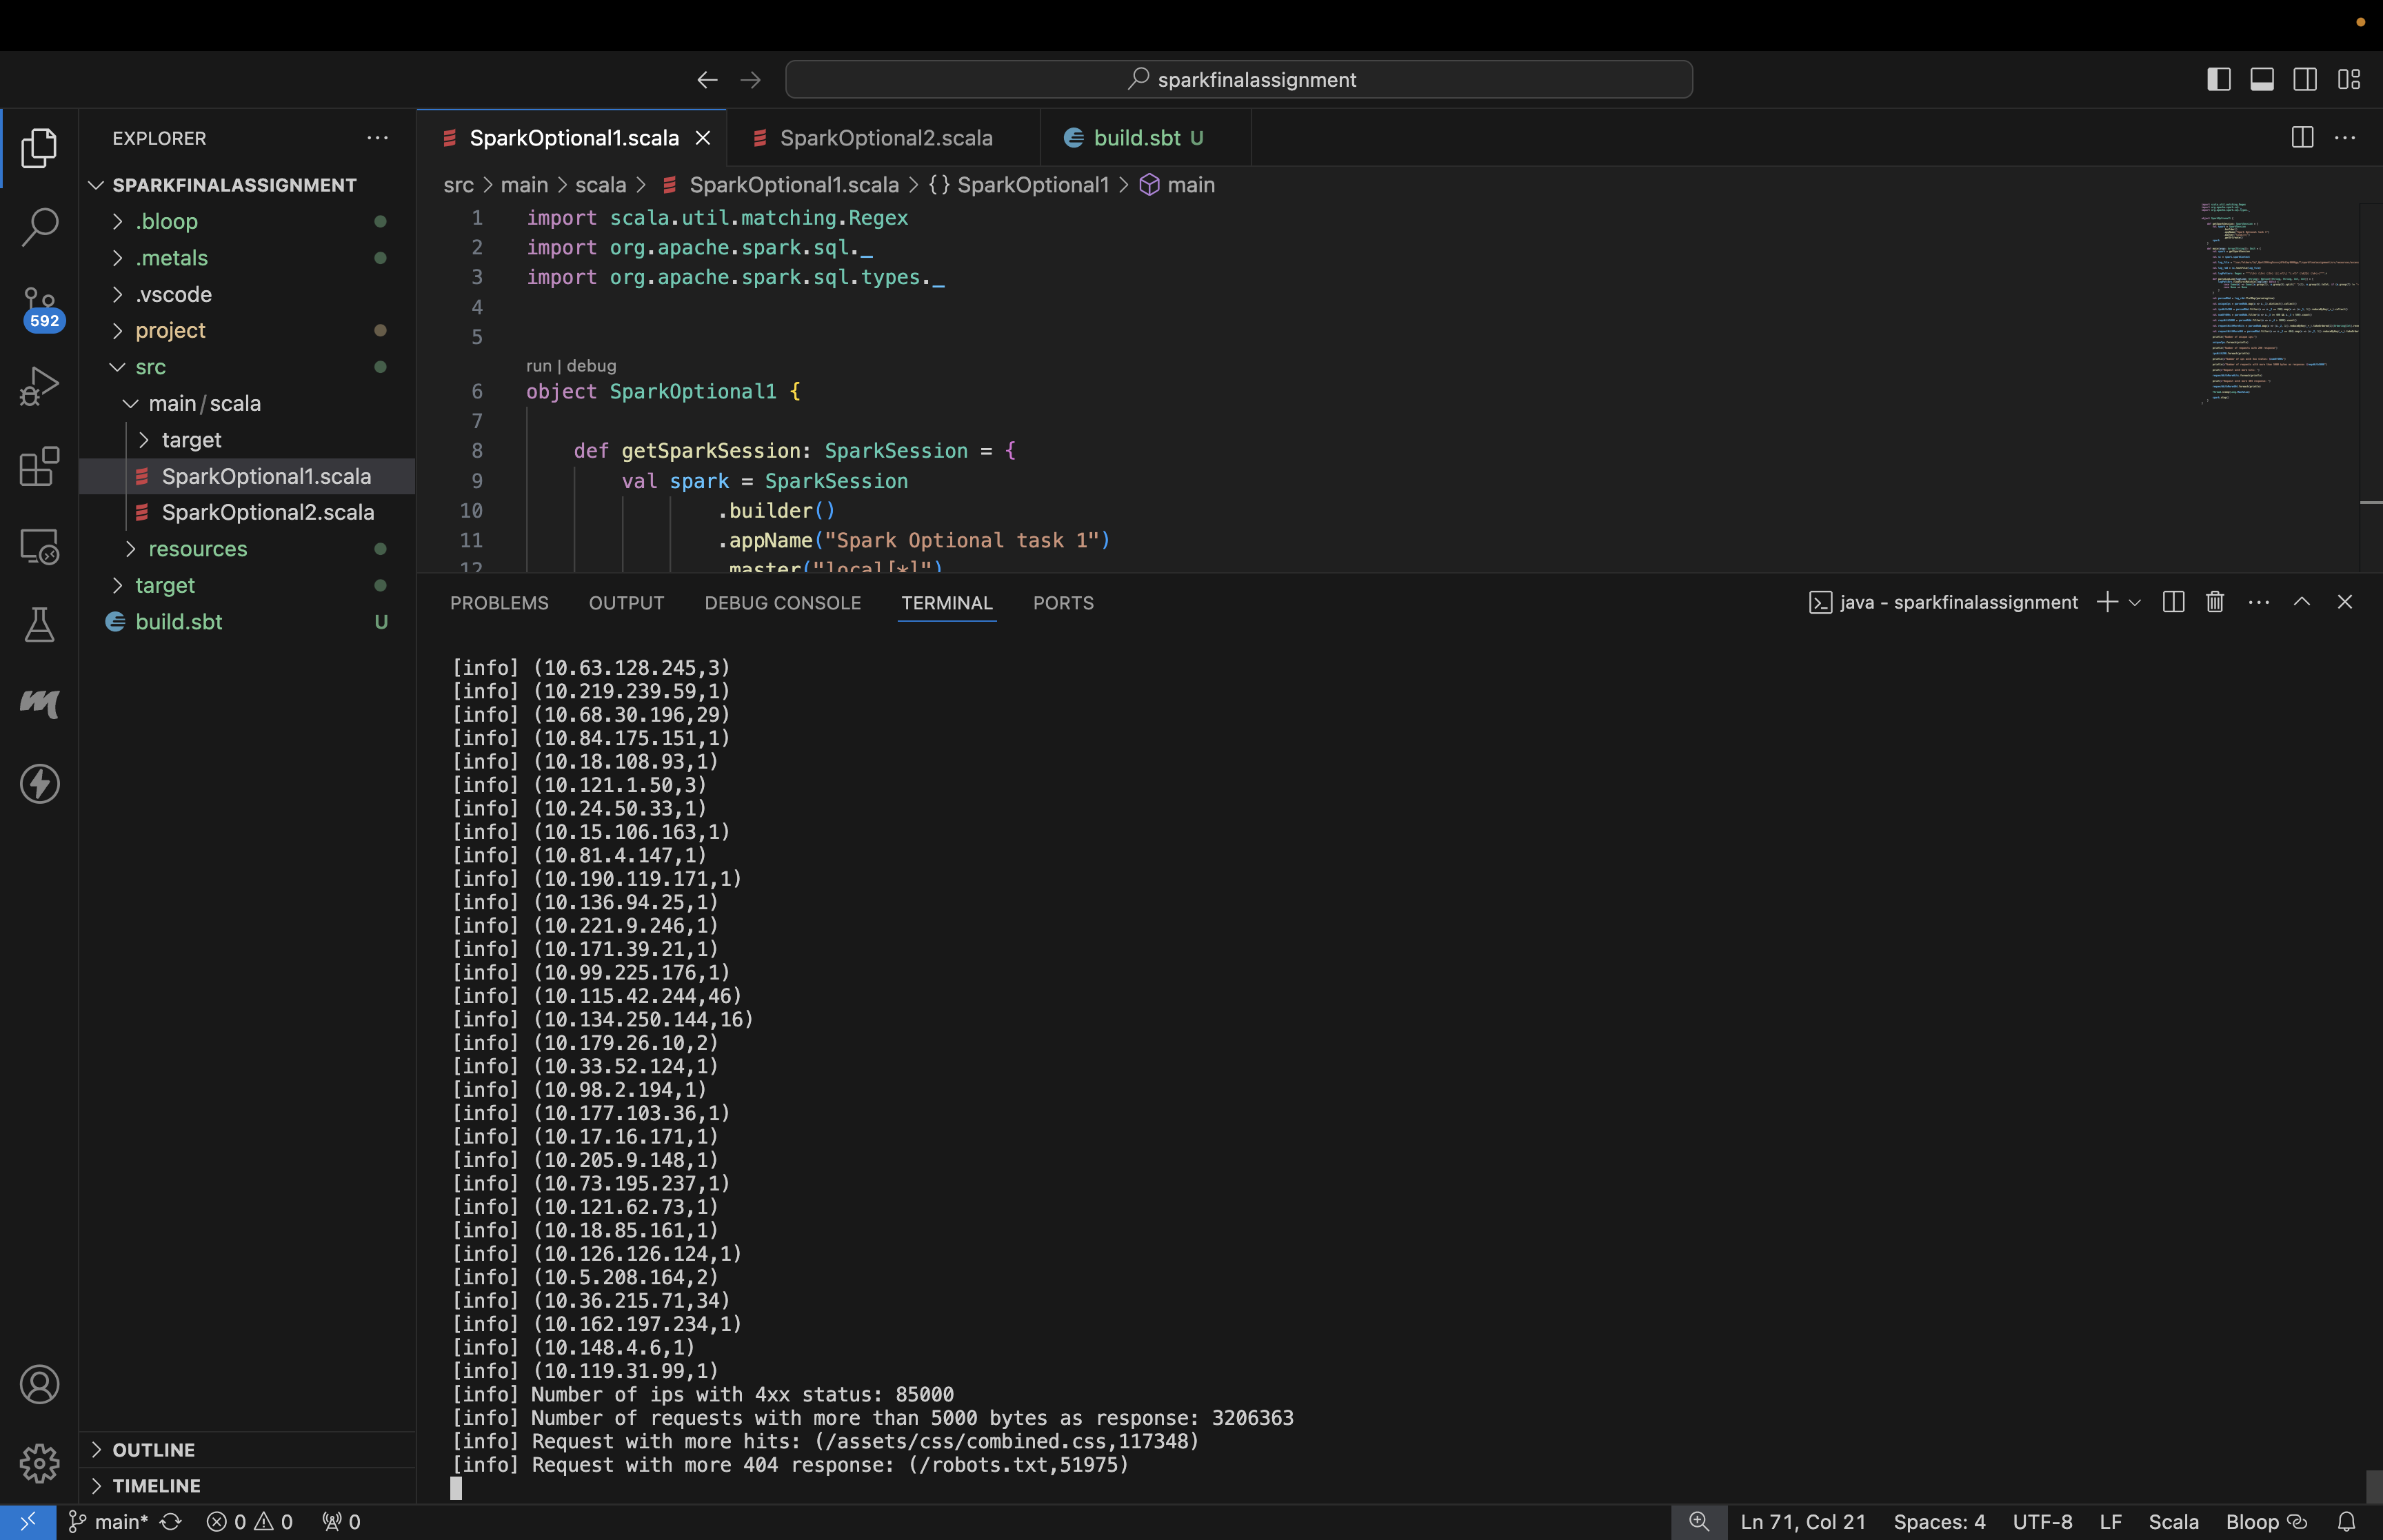 sparkfinalassignment
EXPLORER
SPARKFINALASSIGNMENT
.bloop
.metals
.vscode
project
src
main/scala
target
SparkOptional1.scala
SparkOptional2.scala
resources
target
build.sbt U
OUTLINE
TIMELINE
592
SparkOptional1.scala
SparkOptional2.scala
build.sbt U
src > main > scala > SparkOptional1.scala > {} SparkOptional1 > main
1 import scala.util.matching.Regex
2 import org.apache.spark.sql._
3 import org.apache.spark.sql.types._
4
5
run | debug
6 object SparkOptional1 {
7
8 def getSparkSession: SparkSession = {
9 val spark = SparkSession
10 .builder()
11 .appName("Spark Optional task 1")
12 .master("local[*]")
PROBLEMS OUTPUT DEBUG CONSOLE TERMINAL PORTS
java - sparkfinalassignment
[info] (10.63.128.245,3)
[info] (10.219.239.59,1)
[info] (10.68.30.196,29)
[info] (10.84.175.151,1)
[info] (10.18.108.93,1)
[info] (10.121.1.50,3)
[info] (10.24.50.33,1)
[info] (10.15.106.163,1)
[info] (10.81.4.147,1)
[info] (10.190.119.171,1)
[info] (10.136.94.25,1)
[info] (10.221.9.246,1)
[info] (10.171.39.21,1)
[info] (10.99.225.176,1)
[info] (10.115.42.244,46)
[info] (10.134.250.144,16)
[info] (10.179.26.10,2)
[info] (10.33.52.124,1)
[info] (10.98.2.194,1)
[info] (10.177.103.36,1)
[info] (10.17.16.171,1)
[info] (10.205.9.148,1)
[info] (10.73.195.237,1)
[info] (10.121.62.73,1)
[info] (10.18.85.161,1)
[info] (10.126.126.124,1)
[info] (10.5.208.164,2)
[info] (10.36.215.71,34)
[info] (10.162.197.234,1)
[info] (10.148.4.6,1)
[info] (10.119.31.99,1)
[info] Number of ips with 4xx status: 85000
[info] Number of requests with more than 5000 bytes as response: 3206363
[info] Request with more hits: (/assets/css/combined.css,117348)
[info] Request with more 404 response: (/robots.txt,51975)
main* 0 0 0 Ln 71, Col 21 Spaces: 4 UTF-8 LF Scala Bloop